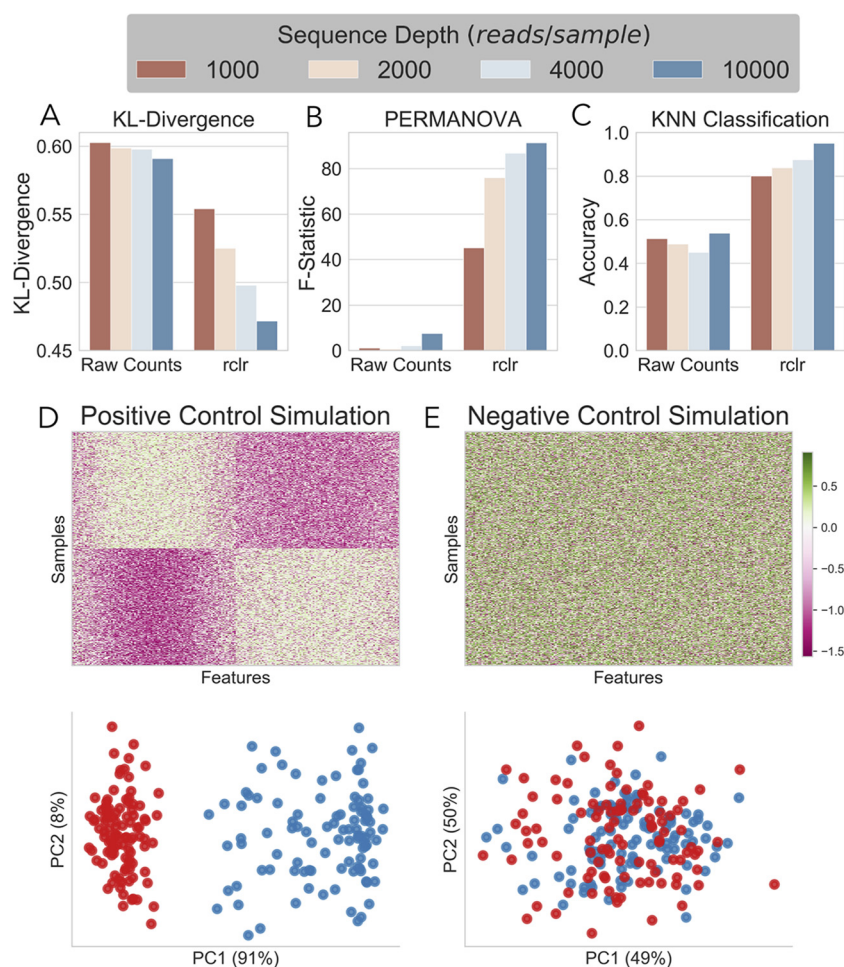 Sequence Depth (reads/sample)
1000 2000 4000 10000
A KL-Divergence B PERMANOVA C KNN Classification
KL-Divergence
0.60
0.55
0.50
0.45
Raw Counts rclr
F-Statistic
80
60
40
20
0
Raw Counts rclr
Accuracy
1.0
0.8
0.6
0.4
0.2
0.0
Raw Counts rclr
D Positive Control Simulation E Negative Control Simulation
Samples
Features
Samples
Features
0.5
0.0
−0.5
−1.0
−1.5
PC2 (8%)
PC1 (91%)
PC2 (50%)
PC1 (49%)